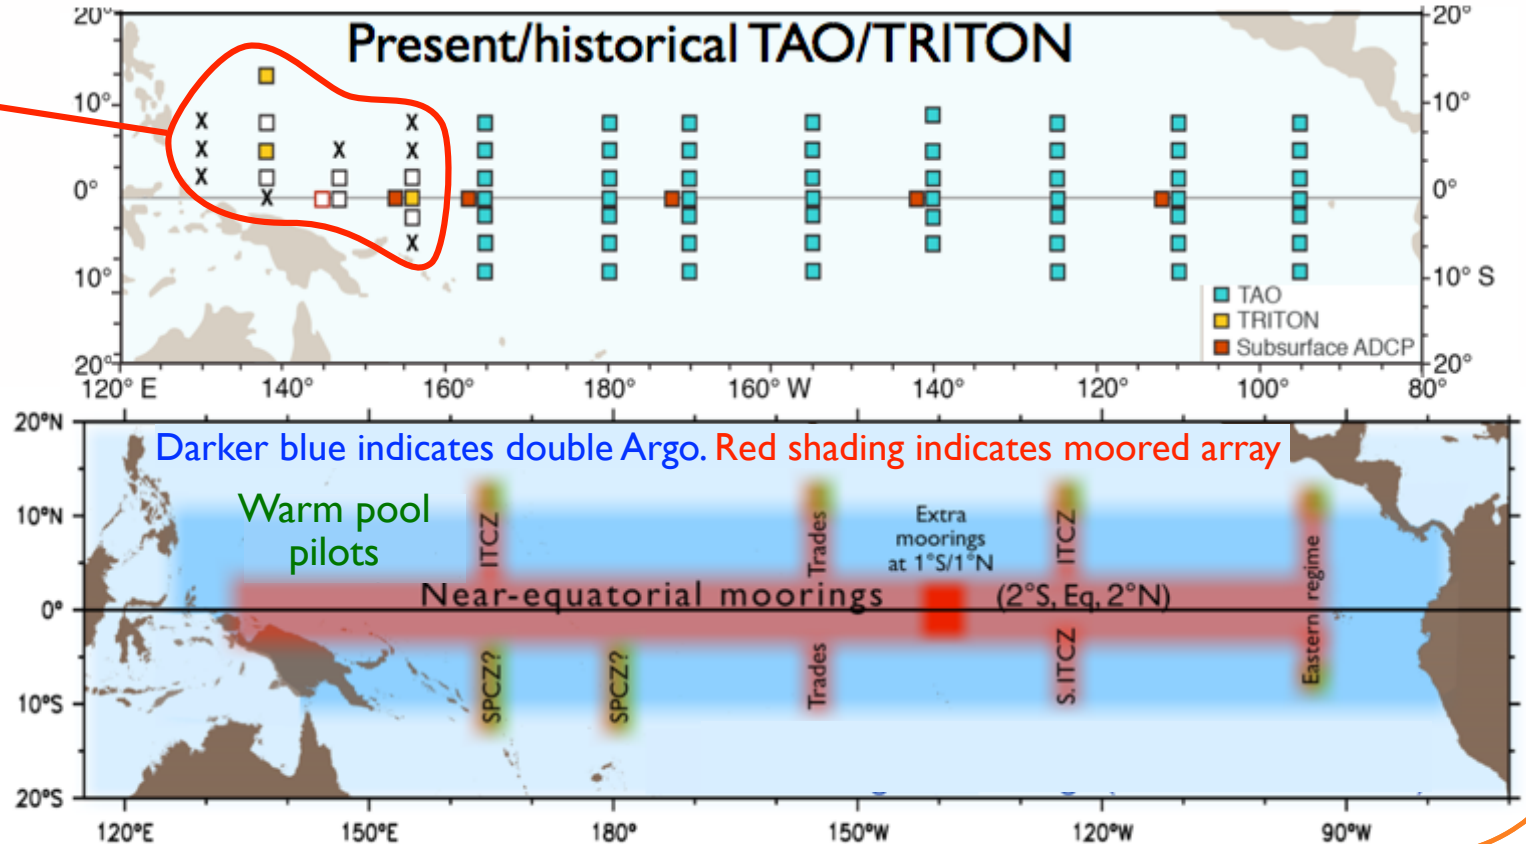 Present/historical TAO/TRITON
20° 20°
10° 10°
0° 0°
10° 10° S
20° 20°
X X
X X X
X
X
X
TAO
TRITON
Subsurface ADCP
120° E 140° 160° 180° 160° W 140° 120° 100° 80°
Darker blue indicates double Argo. Red shading indicates moored array
20°N
10°N
0°
10°S
20°S
Warm pool
pilots
ITCZ
Trades
Extra
moorings
at 1°S/1°N
ITCZ
Eastern regime
Near-equatorial moorings (2°S, Eq, 2°N)
SPCZ?
SPCZ?
Trades
S. ITCZ
120°E 150°E 180° 150°W 120°W 90°W